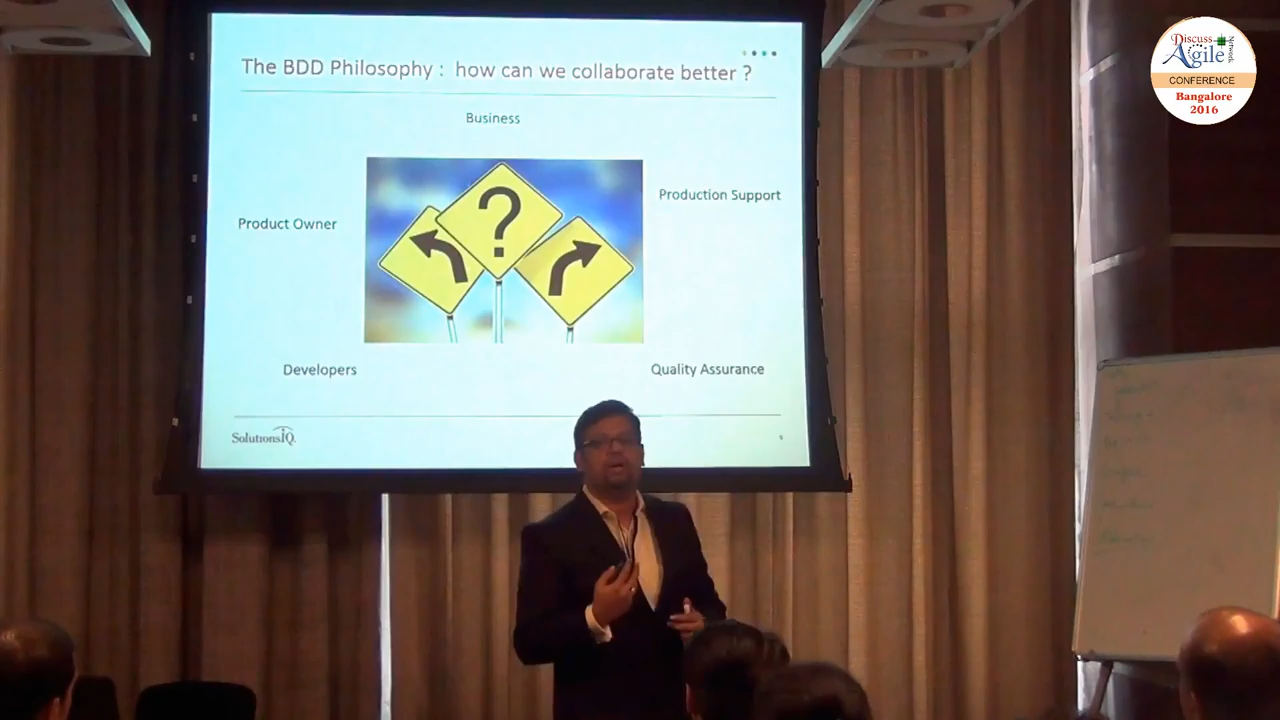 The BDD Philosophy : how can we collaborate better ?
Business
Production Support
Product Owner
?
Developers
Quality Assurance
SolutionsIQ.
Discuss
Agile
Network
CONFERENCE
Bangalore
2016